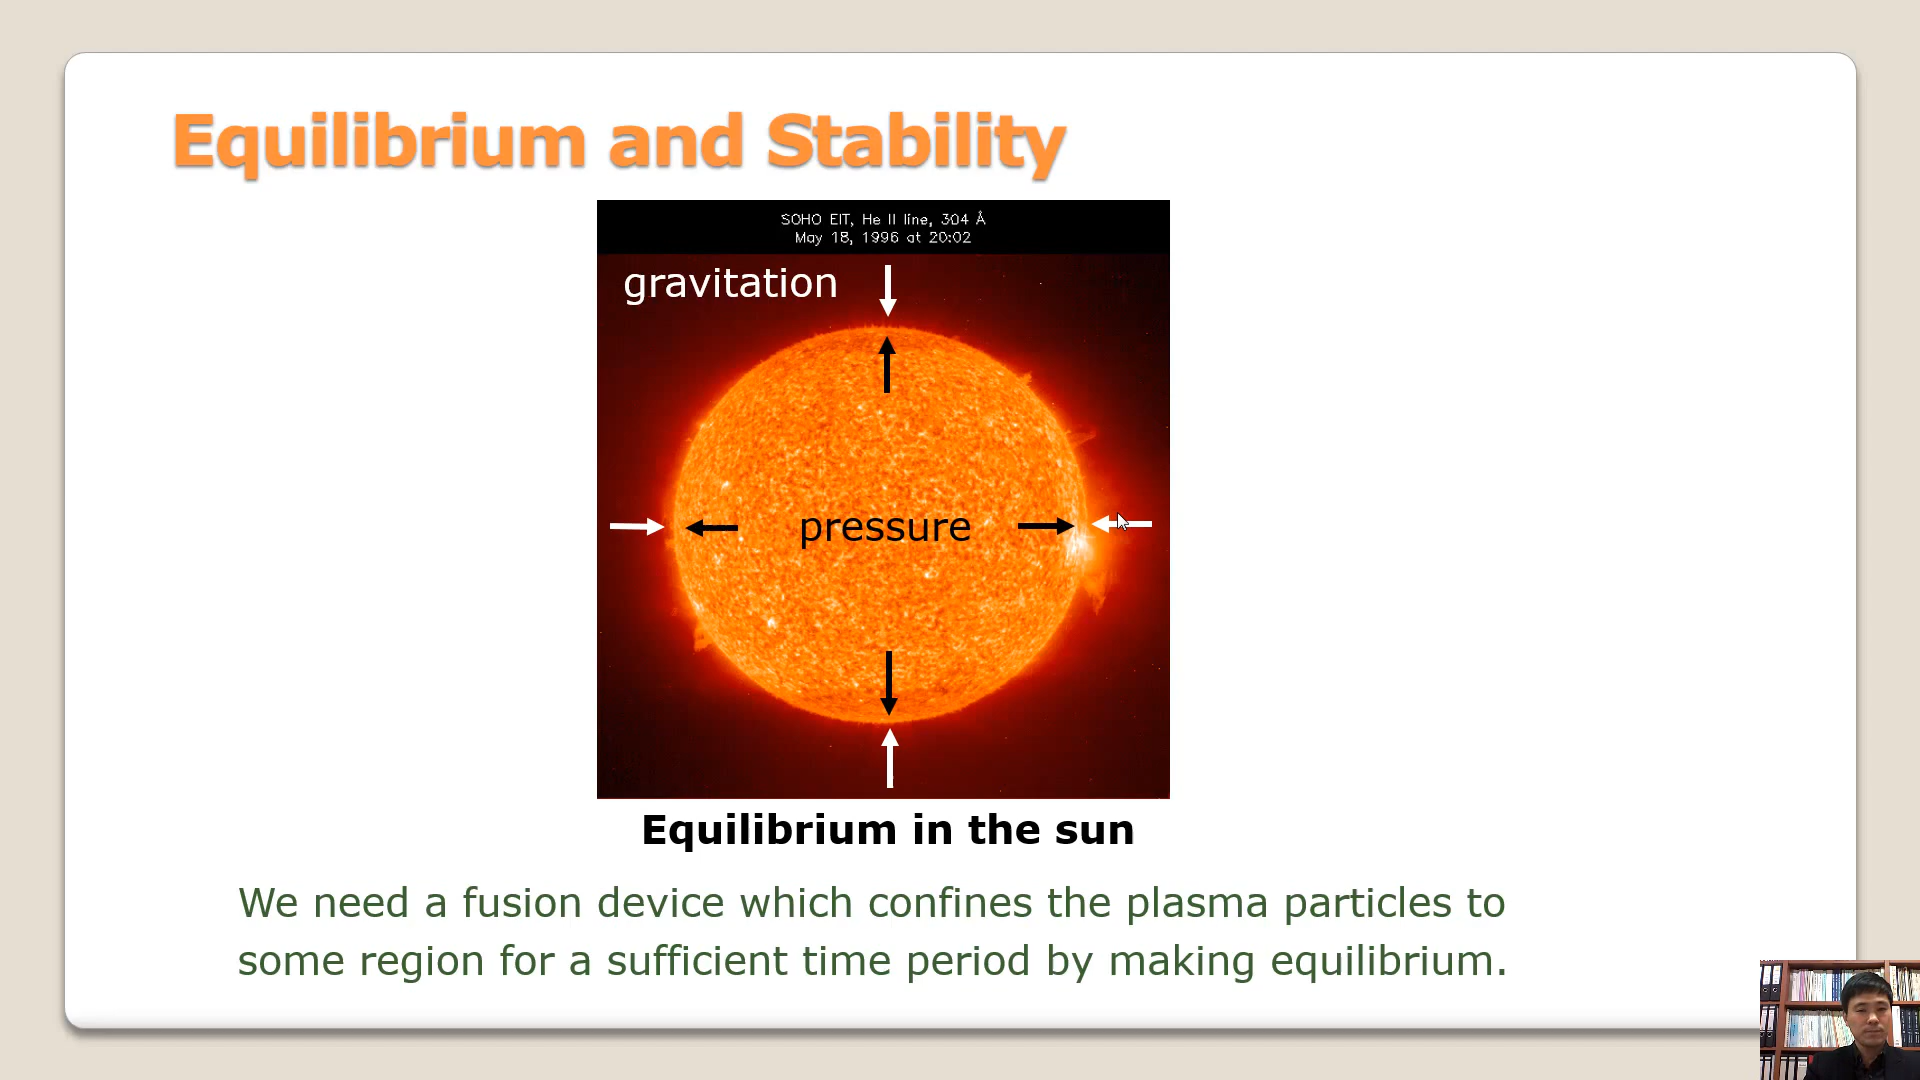 Equilibrium and Stability
SOHO EIT, He II line, 304 Å
May 18, 1996 at 20:02
gravitation
pressure
Equilibrium in the sun
We need a fusion device which confines the plasma particles to
some region for a sufficient time period by making equilibrium.